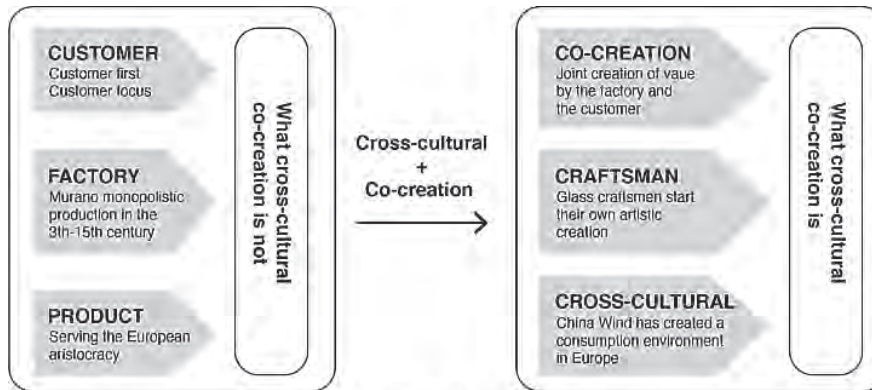 CUSTOMER
Customer first
Customer focus
FACTORY
Murano monopolistic
production in the
3th-15th century
PRODUCT
Serving the European
aristocracy
What cross-cultural
co-creation is not
Cross-cultural
+
Co-creation
CO-CREATION
Joint creation of vaue
by the factory and
the customer
CRAFTSMAN
Glass craftsmen start
their own artistic
creation
CROSS-CULTURAL
China Wind has created a
consumption environment
in Europe
What cross-cultural
co-creation is